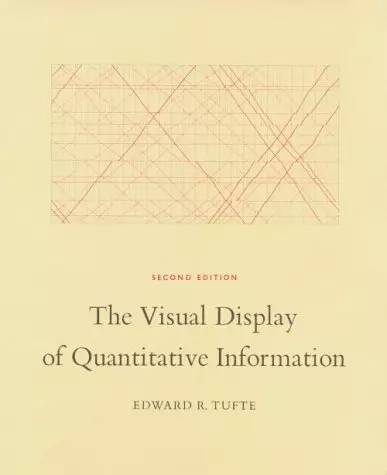 SECOND EDITION
The Visual Display
of Quantitative Information
EDWARD R. TUFTE